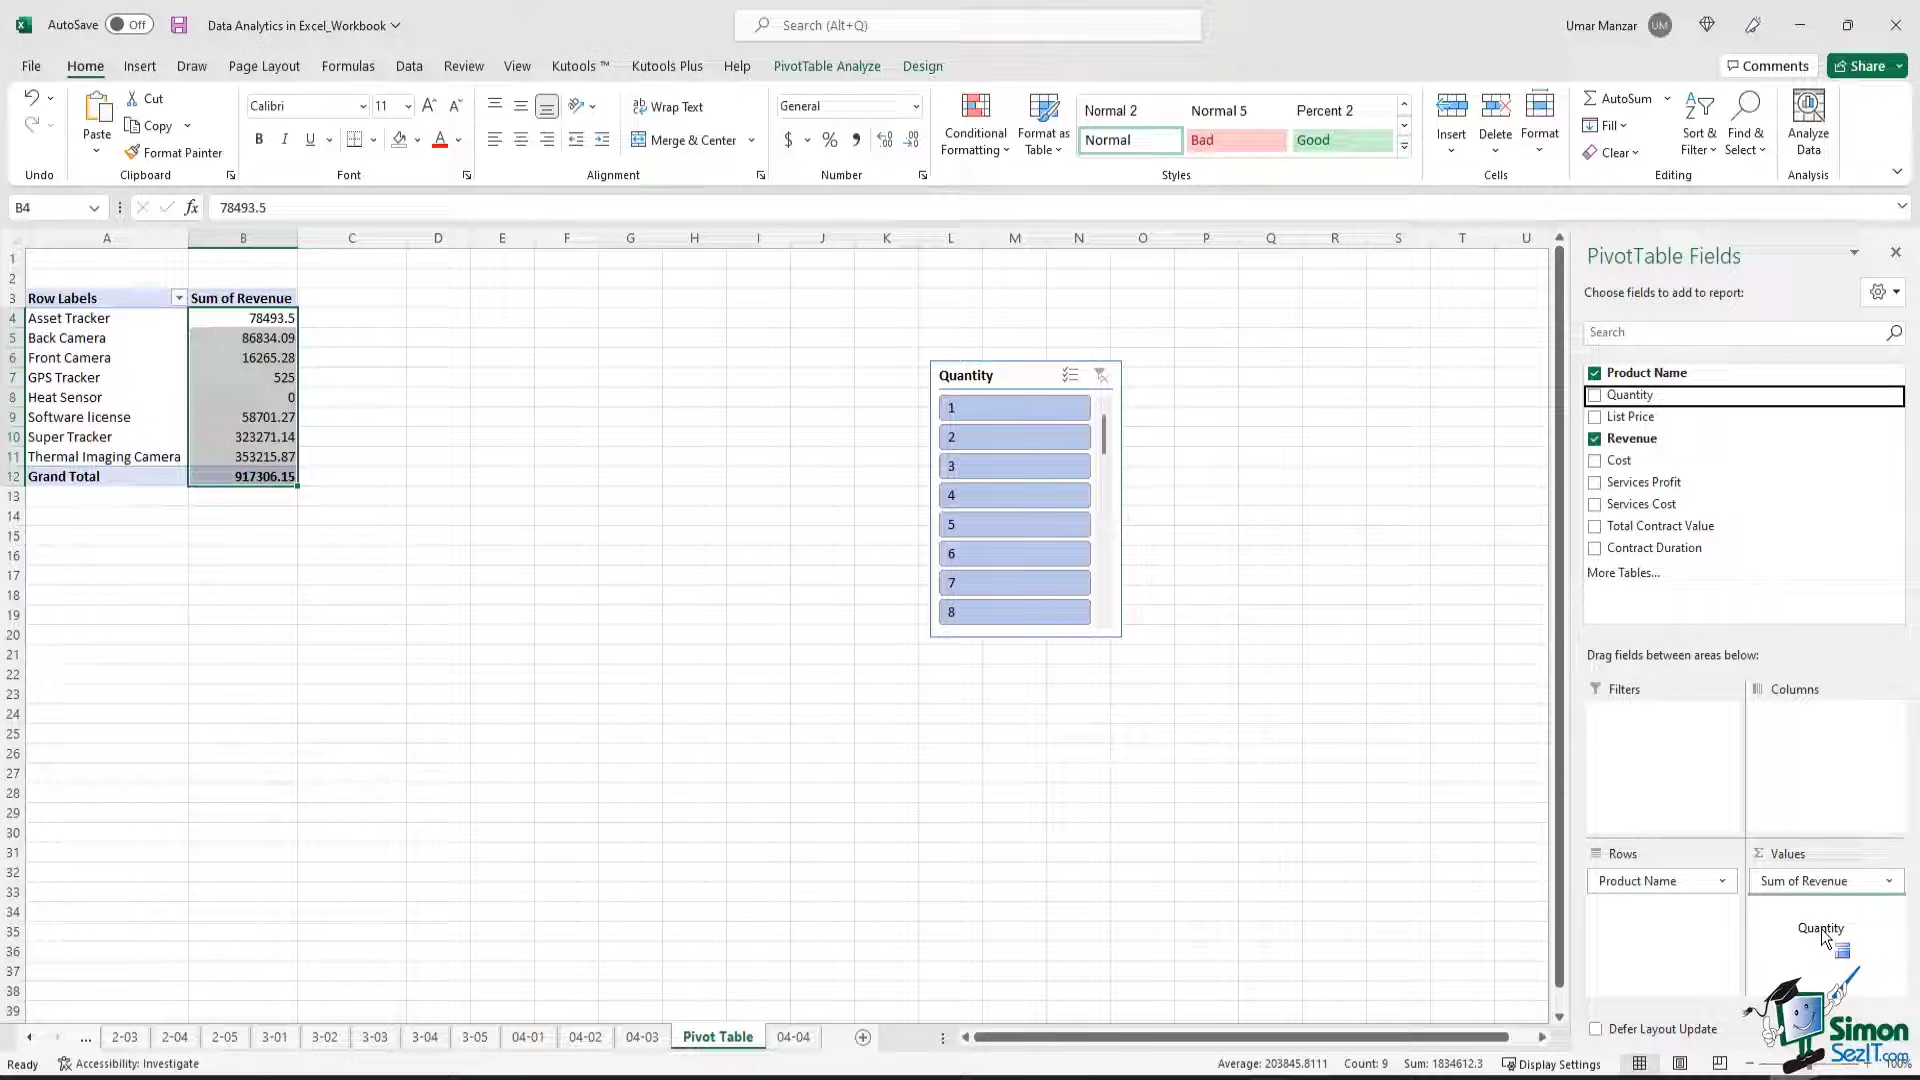 AutoSave Off Data Analytics in Excel_Workbook Search (Alt+Q) Umar Manzar UM
File Home Insert Draw Page Layout Formulas Data Review View Kutools ™ Kutools Plus Help PivotTable Analyze Design Comments Share
Paste
Cut
Copy
Format Painter
Calibri 11
B I U
Wrap Text
Merge & Center
General
$ % 9
Conditional Formatting
Format as Table
Normal 2 Normal 5 Percent 2
Normal Bad Good
Insert Delete Format
AutoSum
Fill
Clear
Sort & Filter
Find & Select
Analyze Data
Undo Clipboard Font Alignment Number Styles Cells Editing Analysis
B4 fx 78493.5
A B C D E F G H I J K L M N O P Q R S T U
1
2
3 Row Labels Sum of Revenue
4 Asset Tracker 78493.5
5 Back Camera 86834.09
6 Front Camera 16265.28
7 GPS Tracker 525
8 Heat Sensor 0
9 Software license 58701.27
10 Super Tracker 323271.14
11 Thermal Imaging Camera 353215.87
12 Grand Total 917306.15
13
14
15
16
17
18
19
20
21
22
23
24
25
26
27
28
29
30
31
32
33
34
35
36
37
38
39
Quantity
1
2
3
4
5
6
7
8
PivotTable Fields
Choose fields to add to report:
Search
Product Name
Quantity
List Price
Revenue
Cost
Services Profit
Services Cost
Total Contract Value
Contract Duration
More Tables...
Drag fields between areas below:
Filters Columns
Rows Values
Product Name Sum of Revenue
Quantity
Defer Layout Update
... 2-03 2-04 2-05 3-01 3-02 3-03 3-04 3-05 04-01 04-02 04-03 Pivot Table 04-04
Ready Accessibility: Investigate Average: 203845.8111 Count: 9 Sum: 1834612.3 Display Settings 100%
Simon
SezIT.com